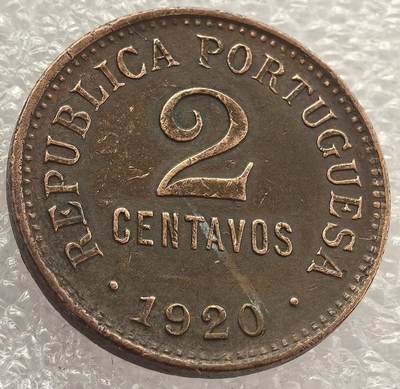 REPUBLICA PORTUGUESA
2
CENTAVOS
· 1920 ·